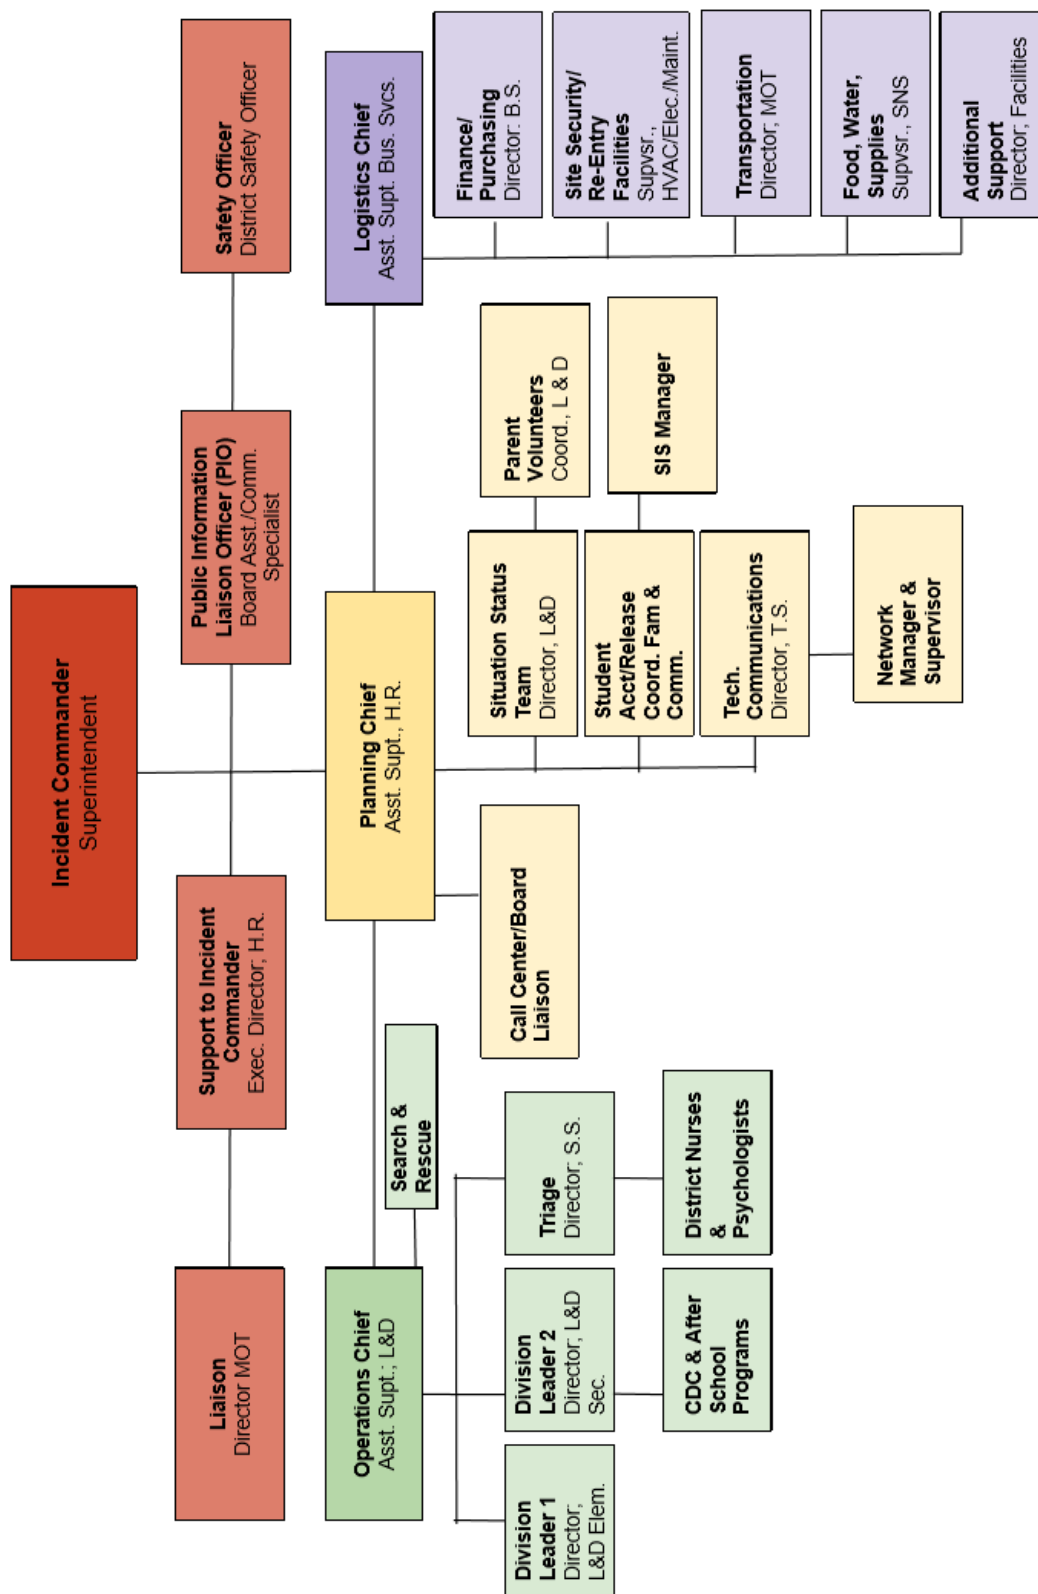 Incident Commander
Superintendent
Liaison
Director MOT
Support to Incident
Commander
Exec. Director; H.R.
Public Information
Liaison Officer (PIO)
Board Asst./Comm.
Specialist
Safety Officer
District Safety Officer
Operations Chief
Asst. Supt.; L&D
Planning Chief
Asst. Supt., H.R.
Logistics Chief
Asst. Supt. Bus. Svcs.
Search &
Rescue
Division
Leader 1
Director;
L&D Elem.
Division
Leader 2
Director; L&D
Sec.
Triage
Director; S.S.
CDC & After
School
Programs
District Nurses
&
Psychologists
Call Center/Board
Liaison
Situation Status
Team
Director, L&D
Parent
Volunteers
Coord., L & D
Student
Acct/Release
Coord. Fam &
Comm.
SIS Manager
Tech.
Communications
Director, T.S.
Network
Manager &
Supervisor
Finance/
Purchasing
Director: B.S.
Site Security/
Re-Entry
Facilities
Supvsr.,
HVAC/Elec./Maint.
Transportation
Director; MOT
Food, Water,
Supplies
Supvsr., SNS
Additional
Support
Director; Facilities